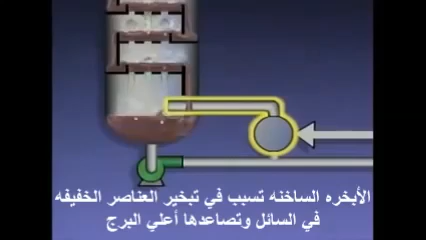 الأبخره الساخنه تسبب في تبخير العناصر الخفيفه
في السائل وتصاعدها أعلي البرج